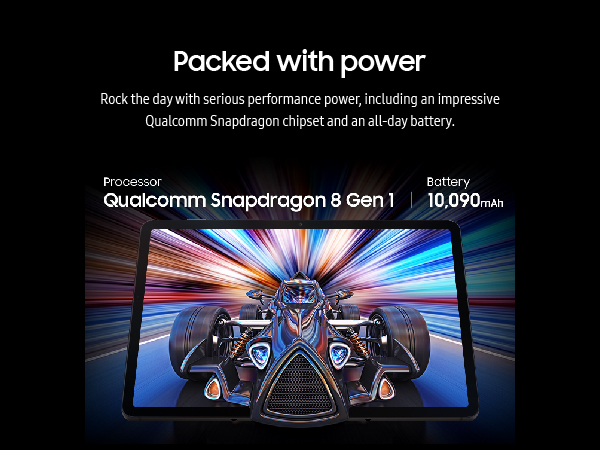 Packed with power
Rock the day with serious performance power, including an impressive
Qualcomm Snapdragon chipset and an all-day battery.
Processor
Qualcomm Snapdragon 8 Gen 1
Battery
10,090mAh